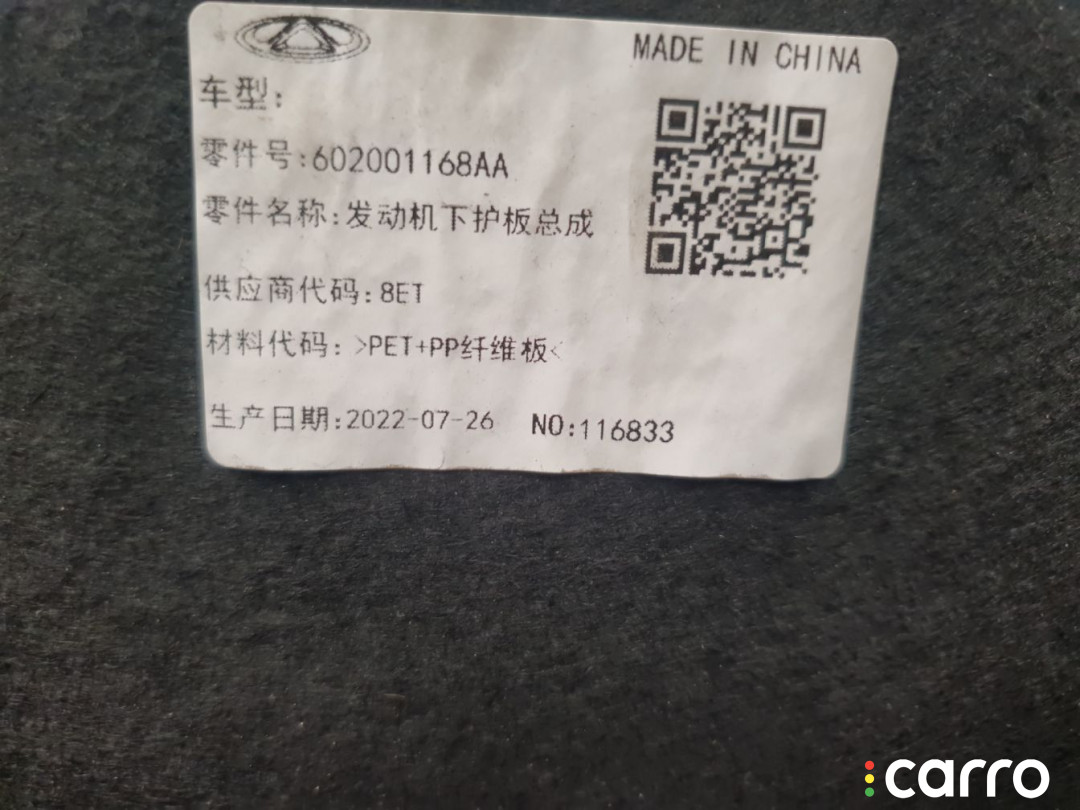 MADE IN CHINA
车型:
零件号:602001168AA
零件名称:发动机下护板总成
供应商代码:8ET
材料代码: >PET+PP纤维板<
生产日期:2022-07-26 NO:116833
carro